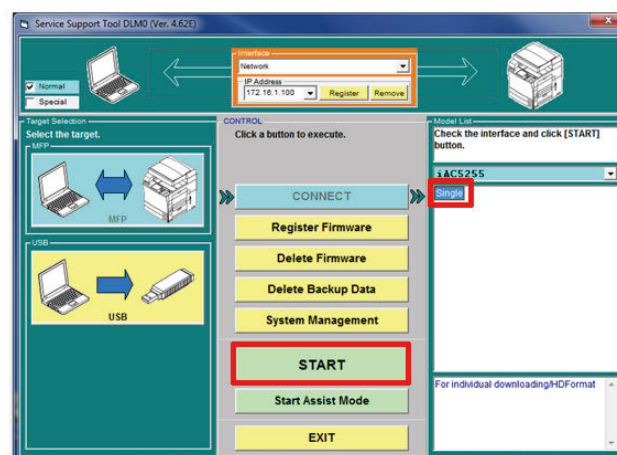 Service Support Tool DLM0 (Ver. 4.62E)
Interface
Network
IP Address
172.16.1.100
Register
Remove
Normal
Special
Target Selection
Select the target.
MFP
MFP
USB
USB
CONTROL
Click a button to execute.
CONNECT
Register Firmware
Delete Firmware
Delete Backup Data
System Management
START
Start Assist Mode
EXIT
Model List
Check the interface and click [START]
button.
iAC5255
Single
For individual downloading/HDFormat